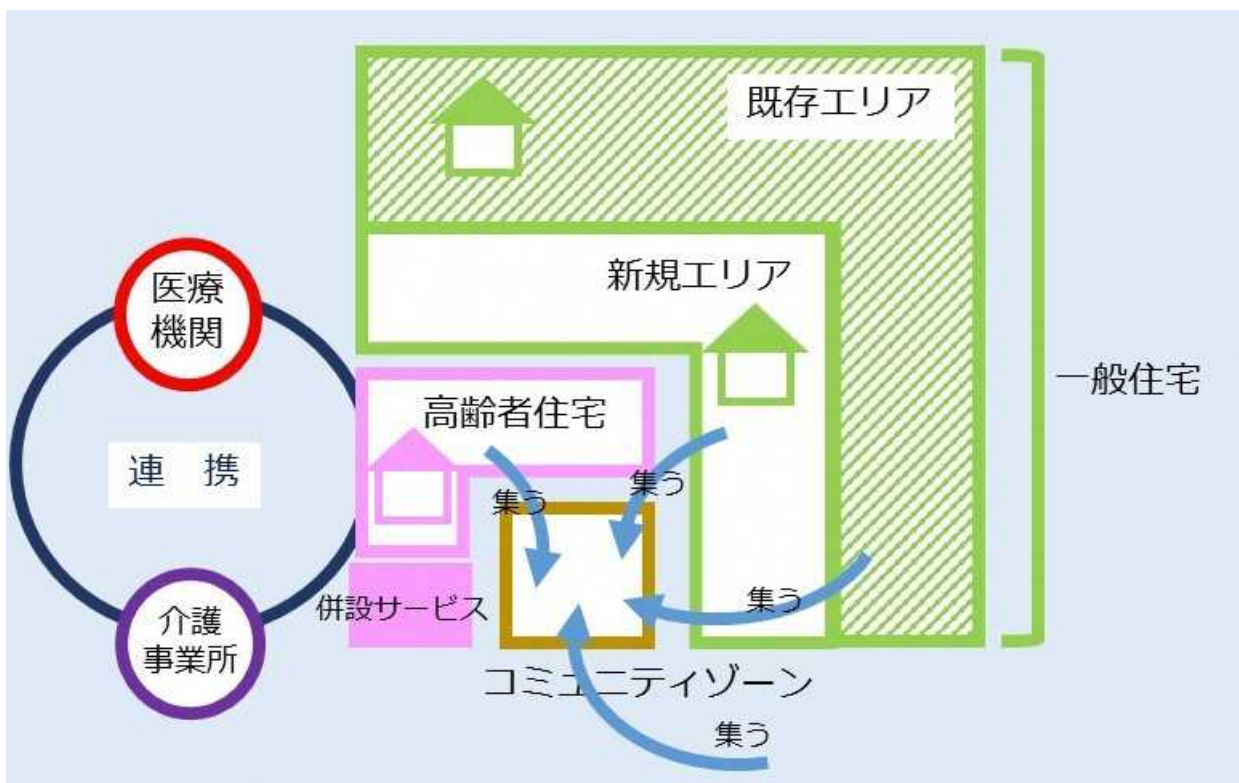 既存エリア
新規エリア
医療
機関
一般住宅
高齢者住宅
連 携
集う
集う
集う
併設サービス
介護
事業所
コミュニティゾーン
集う